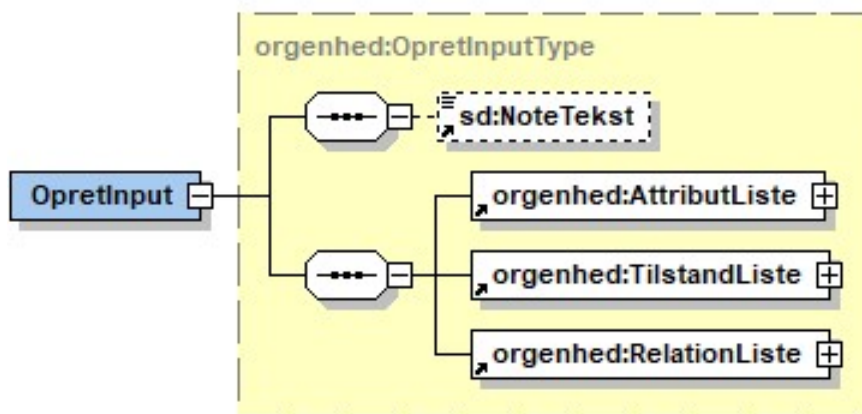 orgenhed:OpretInputType
sd:NoteTekst
OpretInput
orgenhed:AttributListe
orgenhed:TilstandListe
orgenhed:RelationListe